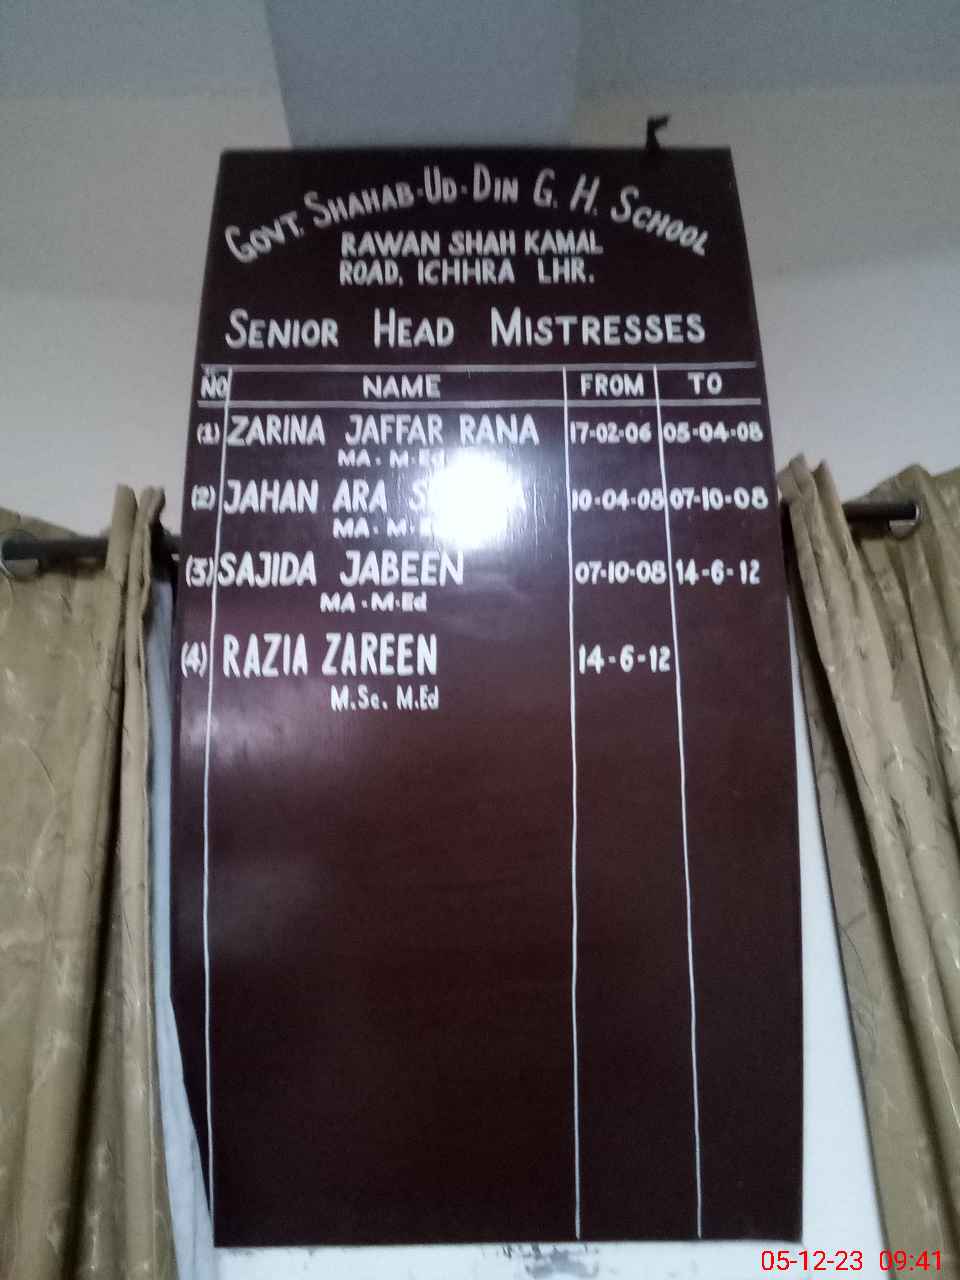 GOVT. SHAHAB-UD-DIN G. H. SCHOOL
RAWAN SHAH KAMAL
ROAD, ICHHRA LHR.
SENIOR HEAD MISTRESSES
NO NAME FROM TO
(1) ZARINA JAFFAR RANA 17-02-06 05-04-08
MA. M.Ed
(2) JAHAN ARA 10-04-08 07-10-08
MA. M.Ed
(3) SAJIDA JABEEN 07-10-08 14-6-12
MA. M.Ed
(4) RAZIA ZAREEN 14-6-12
M.Sc. M.Ed
05-12-23 09:41